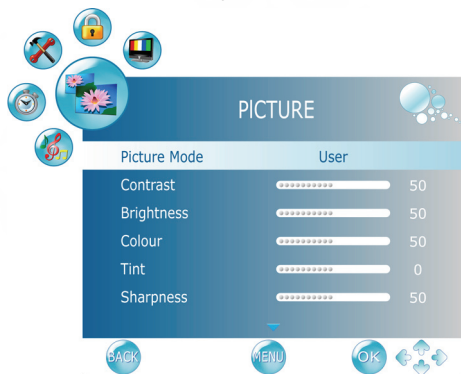 PICTURE
Picture Mode User
Contrast 50
Brightness 50
Colour 50
Tint 0
Sharpness 50
BACK MENU OK